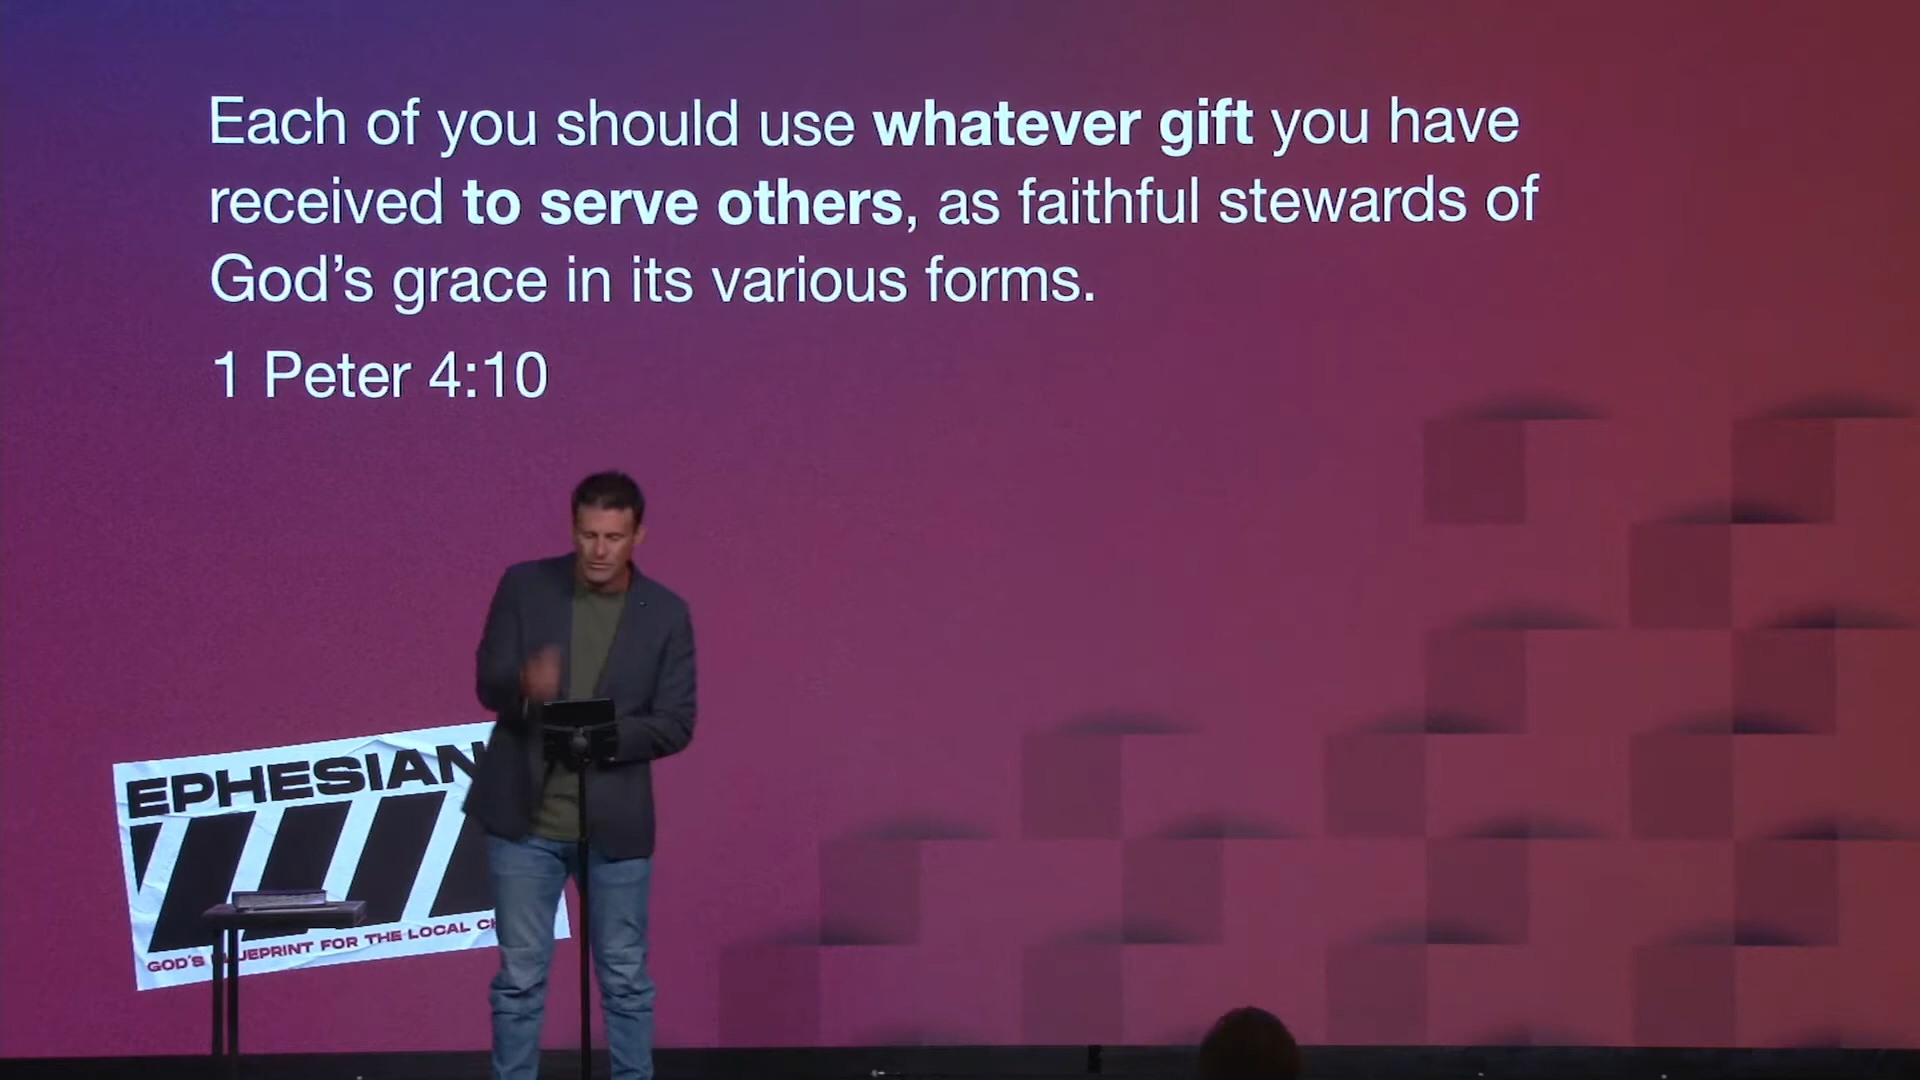 Each of you should use whatever gift you have
received to serve others, as faithful stewards of
God’s grace in its various forms.
1 Peter 4:10
EPHESIAN
GOD'S FOR THE LOCAL